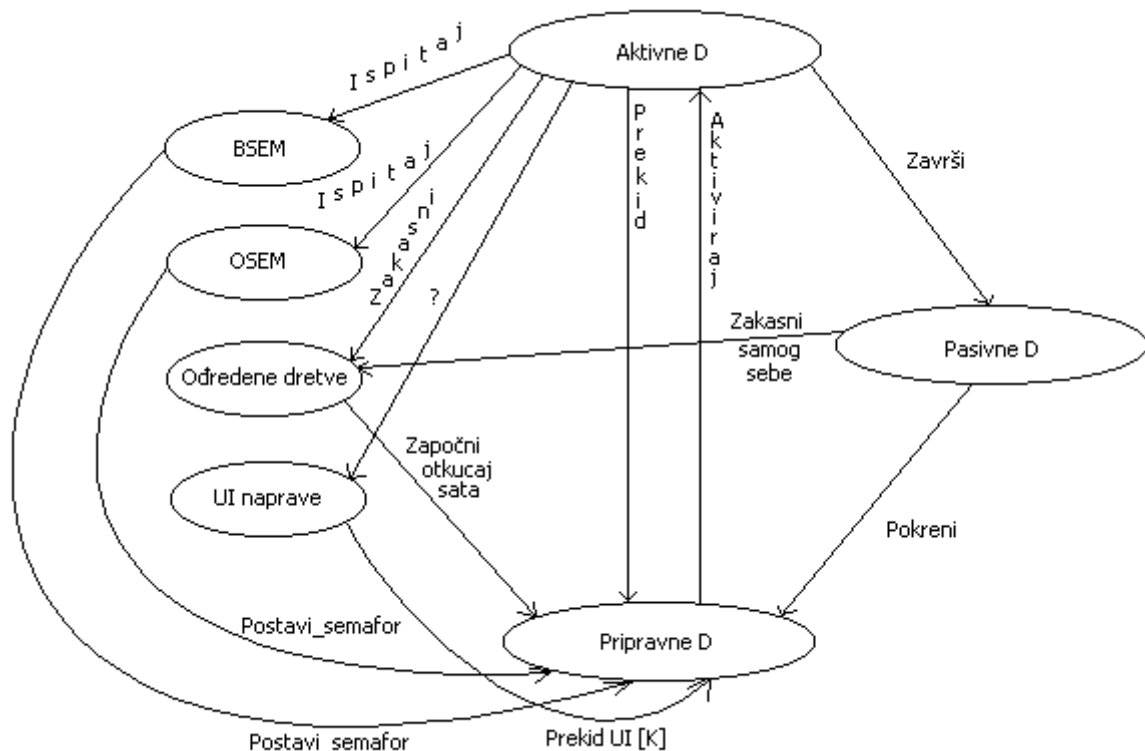 Aktivne D
Ispitaj
BSEM
Ispitaj
Prekid
Aktiviraj
Završi
OSEM
Zakasni
?
Zakasni
samog
sebe
Pasivne D
Ođredene dretve
Započni
otkucaj
sata
UI naprave
Pokreni
Postavi_semafor
Pripravne D
Postavi_semafor
Prekid UI [K]